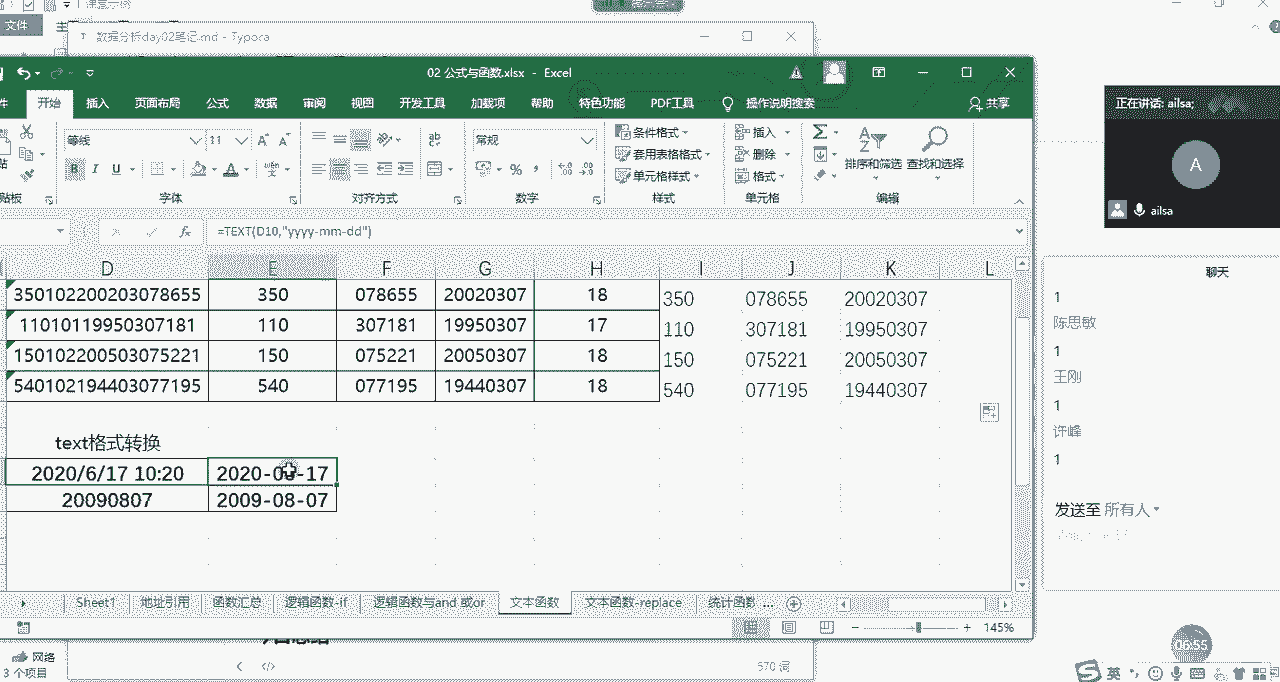 数据分析day02笔记.md - Typora
文件
02 公式与函数.xlsx - Excel
开始 插入 页面布局 公式 数据 审阅 视图 开发工具 加载项 帮助 特色功能 PDF工具 操作说明搜索 共享
等线 11 常规 条件格式 插入
套用表格格式 删除 排序和筛选 查找和选择
B I U % 单元格样式 格式
贴板 字体 对齐方式 数字 样式 单元格 编辑
fx =TEXT(D10,"yyyy-mm-dd")
D E F G H I J K L
350102200203078655 350 078655 20020307 18 350 078655 20020307
11010119950307181 110 307181 19950307 17 110 307181 19950307
150102200503075221 150 075221 20050307 18 150 075221 20050307
540102194403077195 540 077195 19440307 18 540 077195 19440307
text格式转换
2020/6/17 10:20
20090807 2009-08-07
Sheet1 地址引用 函数汇总 逻辑函数-if 逻辑函数与and 或or 文本函数 文本函数-replace 统计函数 ...
145%
网络
3 个项目
570 词
正在讲话: ailsa;
A
ailsa
聊天
1
陈思敏
1
王刚
1
许峰
1
发送至 所有人
06:55
英